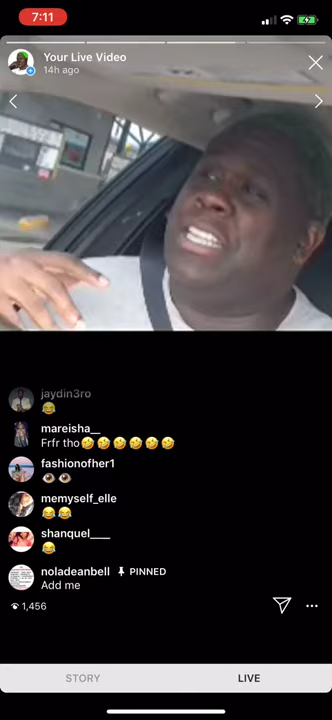 7:11
Your Live Video
14h ago
jaydin3ro
😂
mareisha__
Frfr tho🤣🤣🤣🤣🤣🤣
fashionofher1
👁👁
memyself_elle
😂😂
shanquel____
😂
noladeanbell PINNED
Add me
1,456
STORY LIVE